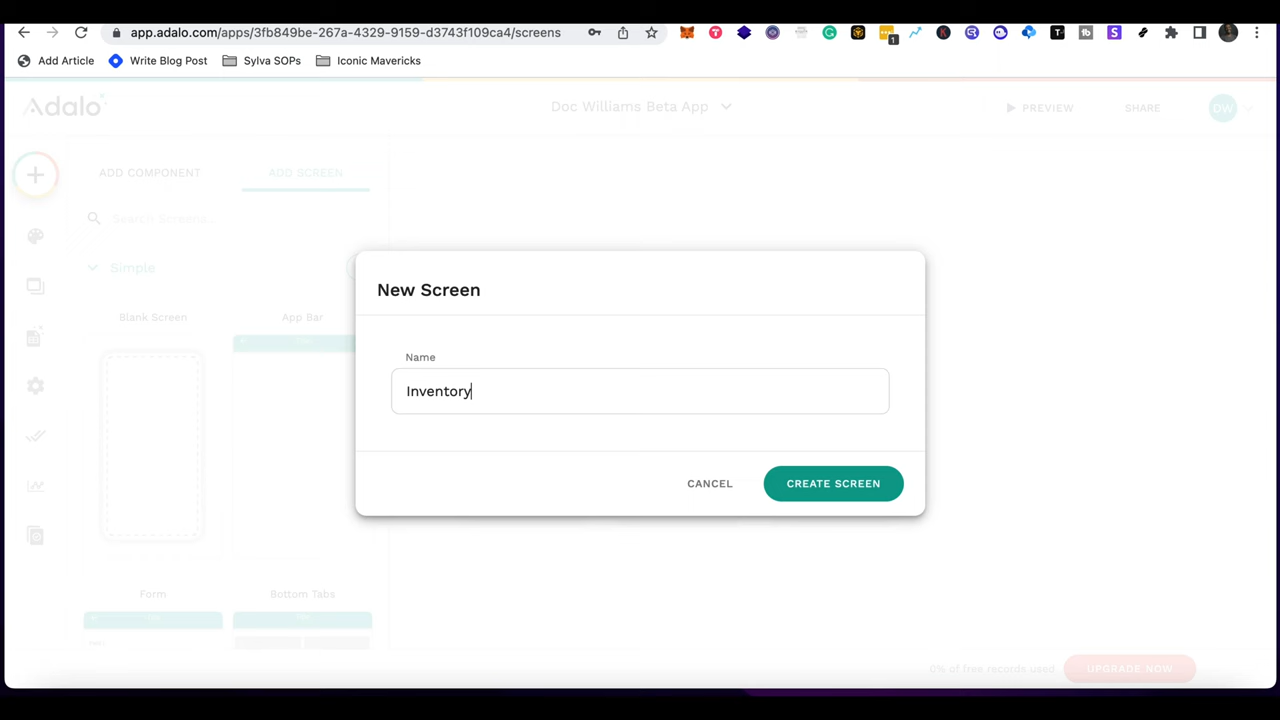 app.adalo.com/apps/3fb849be-267a-4329-9159-d3743f109ca4/screens
1
Add Article
Write Blog Post
Sylva SOPs
Iconic Mavericks
Adalo
Doc Williams Beta App
PREVIEW
SHARE
DW
ADD COMPONENT
ADD SCREEN
Search Screens...
Simple
Blank Screen
App Bar
New Screen
Name
Inventory
CANCEL
CREATE SCREEN
Form
Bottom Tabs
0% of free records used
UPGRADE NOW